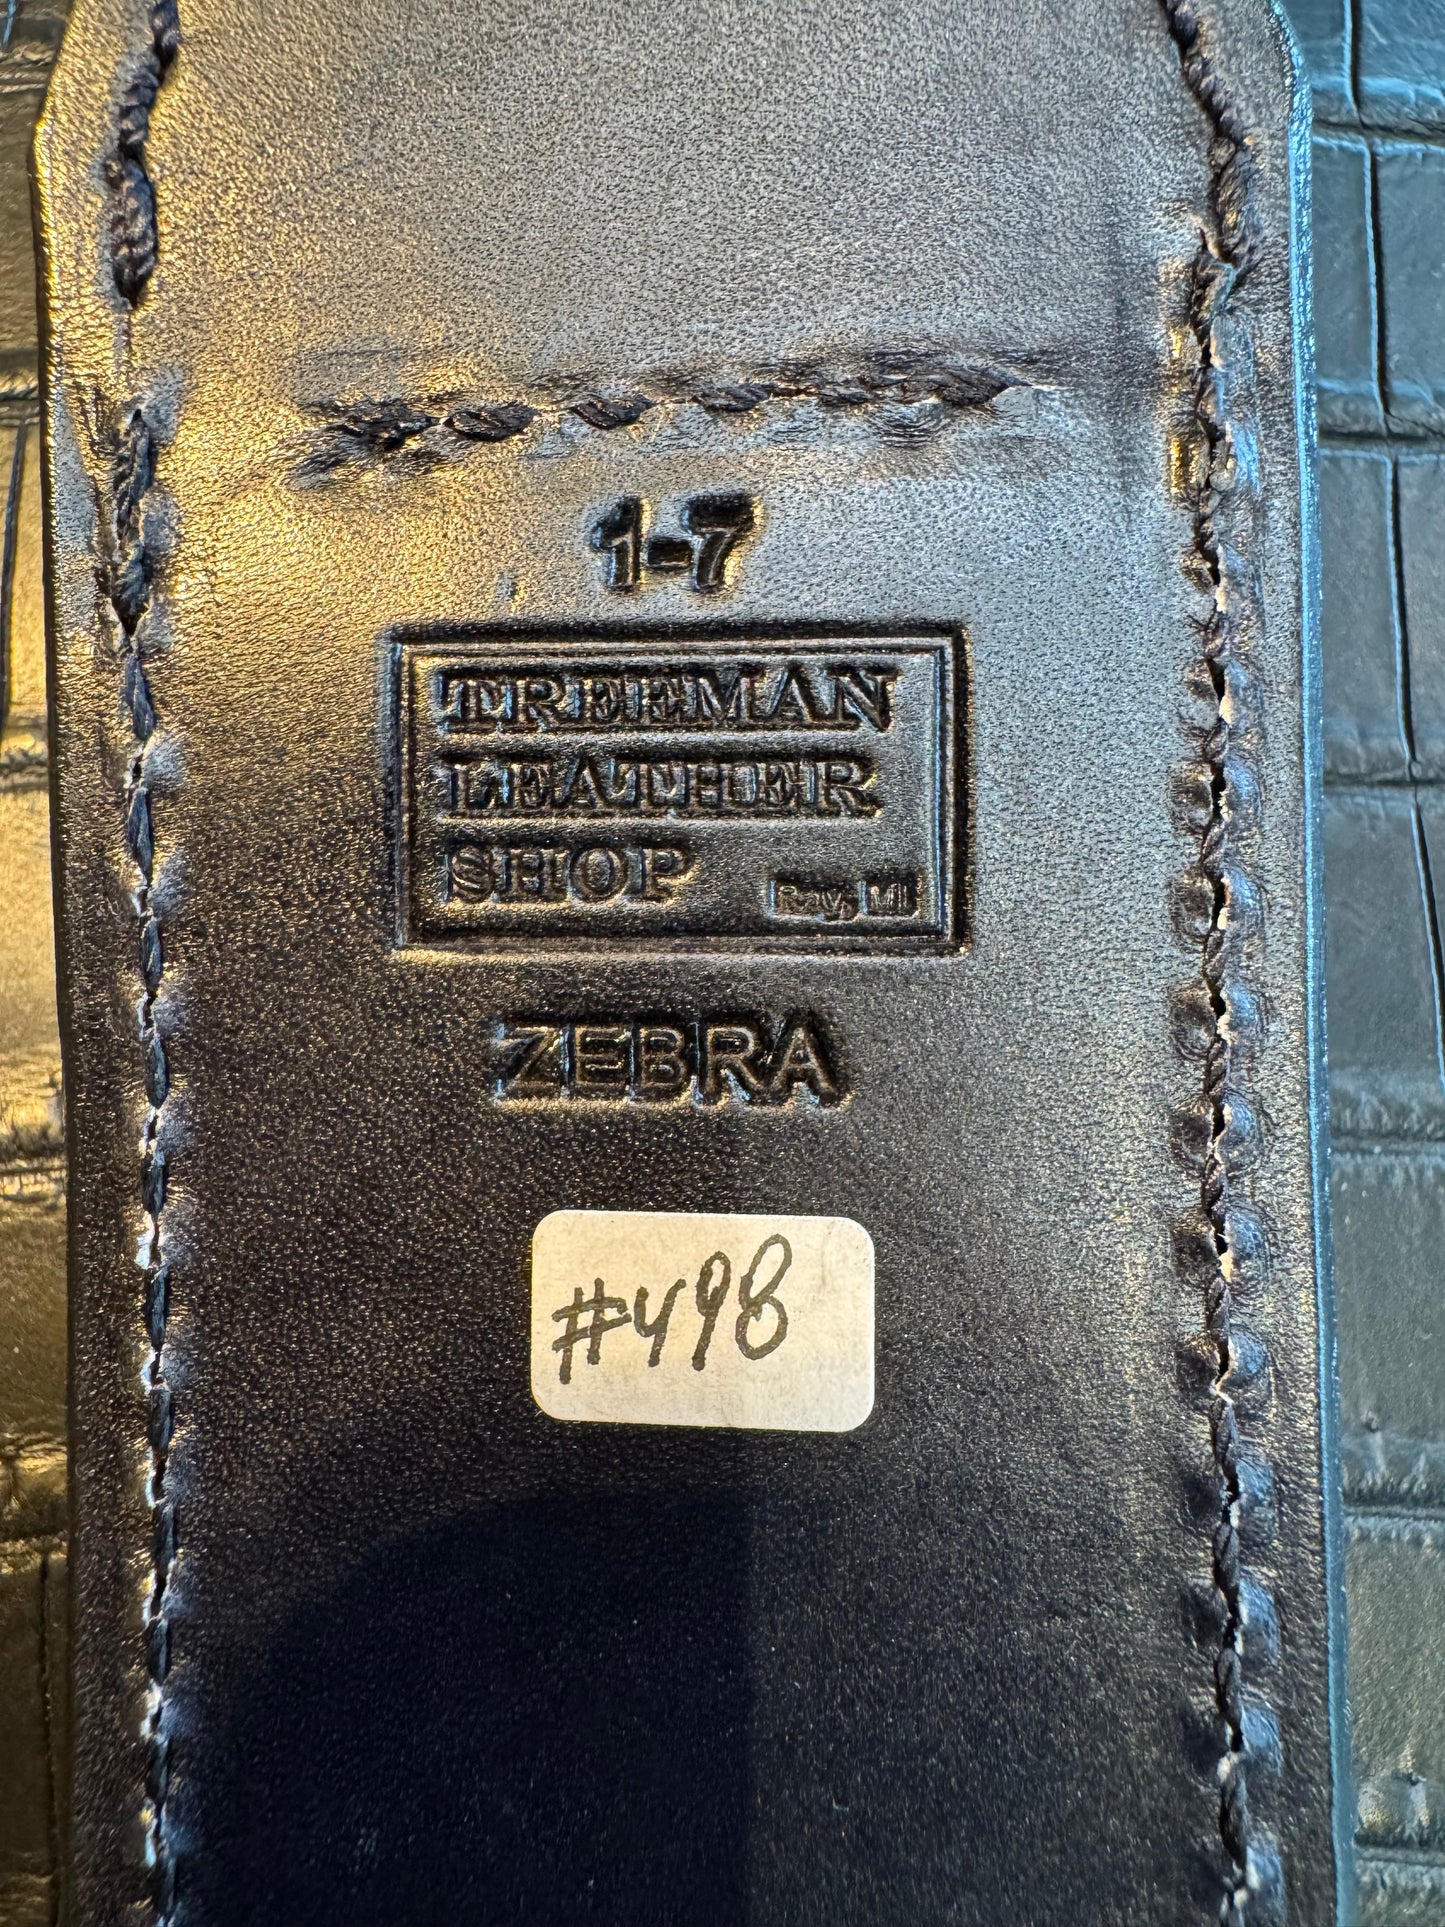 1-7
TREEMAN
LEATHER
SHOP Ray, MI
ZEBRA
#498